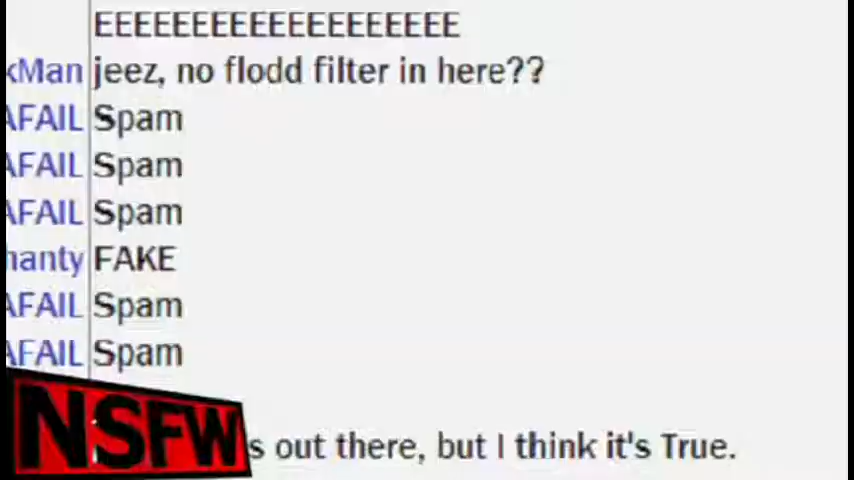 EEEEEEEEEEEEEEEEEEE
kMan jeez, no flodd filter in here??
AFAIL Spam
AFAIL Spam
AFAIL Spam
hanty FAKE
AFAIL Spam
AFAIL Spam
NSFW
s out there, but I think it's True.